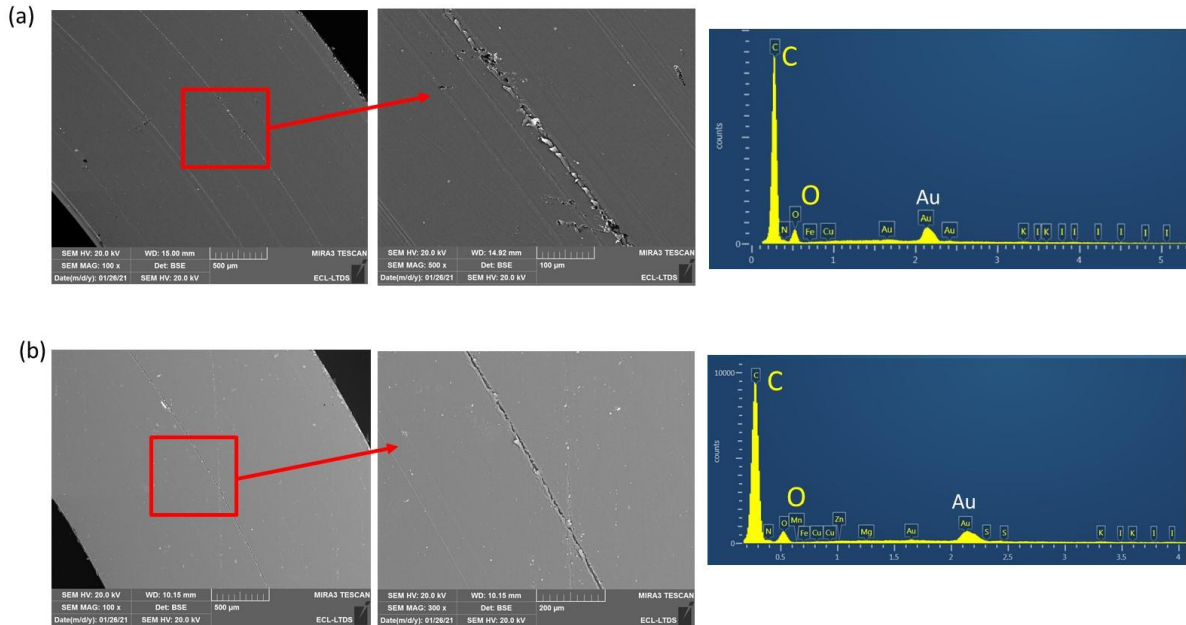 (a)
SEM HV: 20.0 kV WD: 15.00 mm
SEM MAG: 100 x Det: BSE 500 µm MIRA3 TESCAN
Date(m/d/y): 01/26/21 SEM HV: 20.0 kV ECL-LTDS
SEM HV: 20.0 kV WD: 14.92 mm
SEM MAG: 500 x Det: BSE 100 µm MIRA3 TESCAN
Date(m/d/y): 01/26/21 SEM HV: 20.0 kV ECL-LTDS
counts
C C
O Au
N O Fe Cu Au Au Au K I K I I I I I I
0
0 1 2 3 4 5
(b)
SEM HV: 20.0 kV WD: 10.15 mm
SEM MAG: 100 x Det: BSE 500 µm MIRA3 TESCAN
Date(m/d/y): 01/26/21 SEM HV: 20.0 kV ECL-LTDS
SEM HV: 20.0 kV WD: 10.15 mm
SEM MAG: 300 x Det: BSE 200 µm MIRA3 TESCAN
Date(m/d/y): 01/26/21 SEM HV: 20.0 kV ECL-LTDS
10000
counts
C C
O Au
N O Mn Fe Cu Cu Zn Mg Au Au S S K I K I I
0
0.5 1 1.5 2 2.5 3 3.5 4